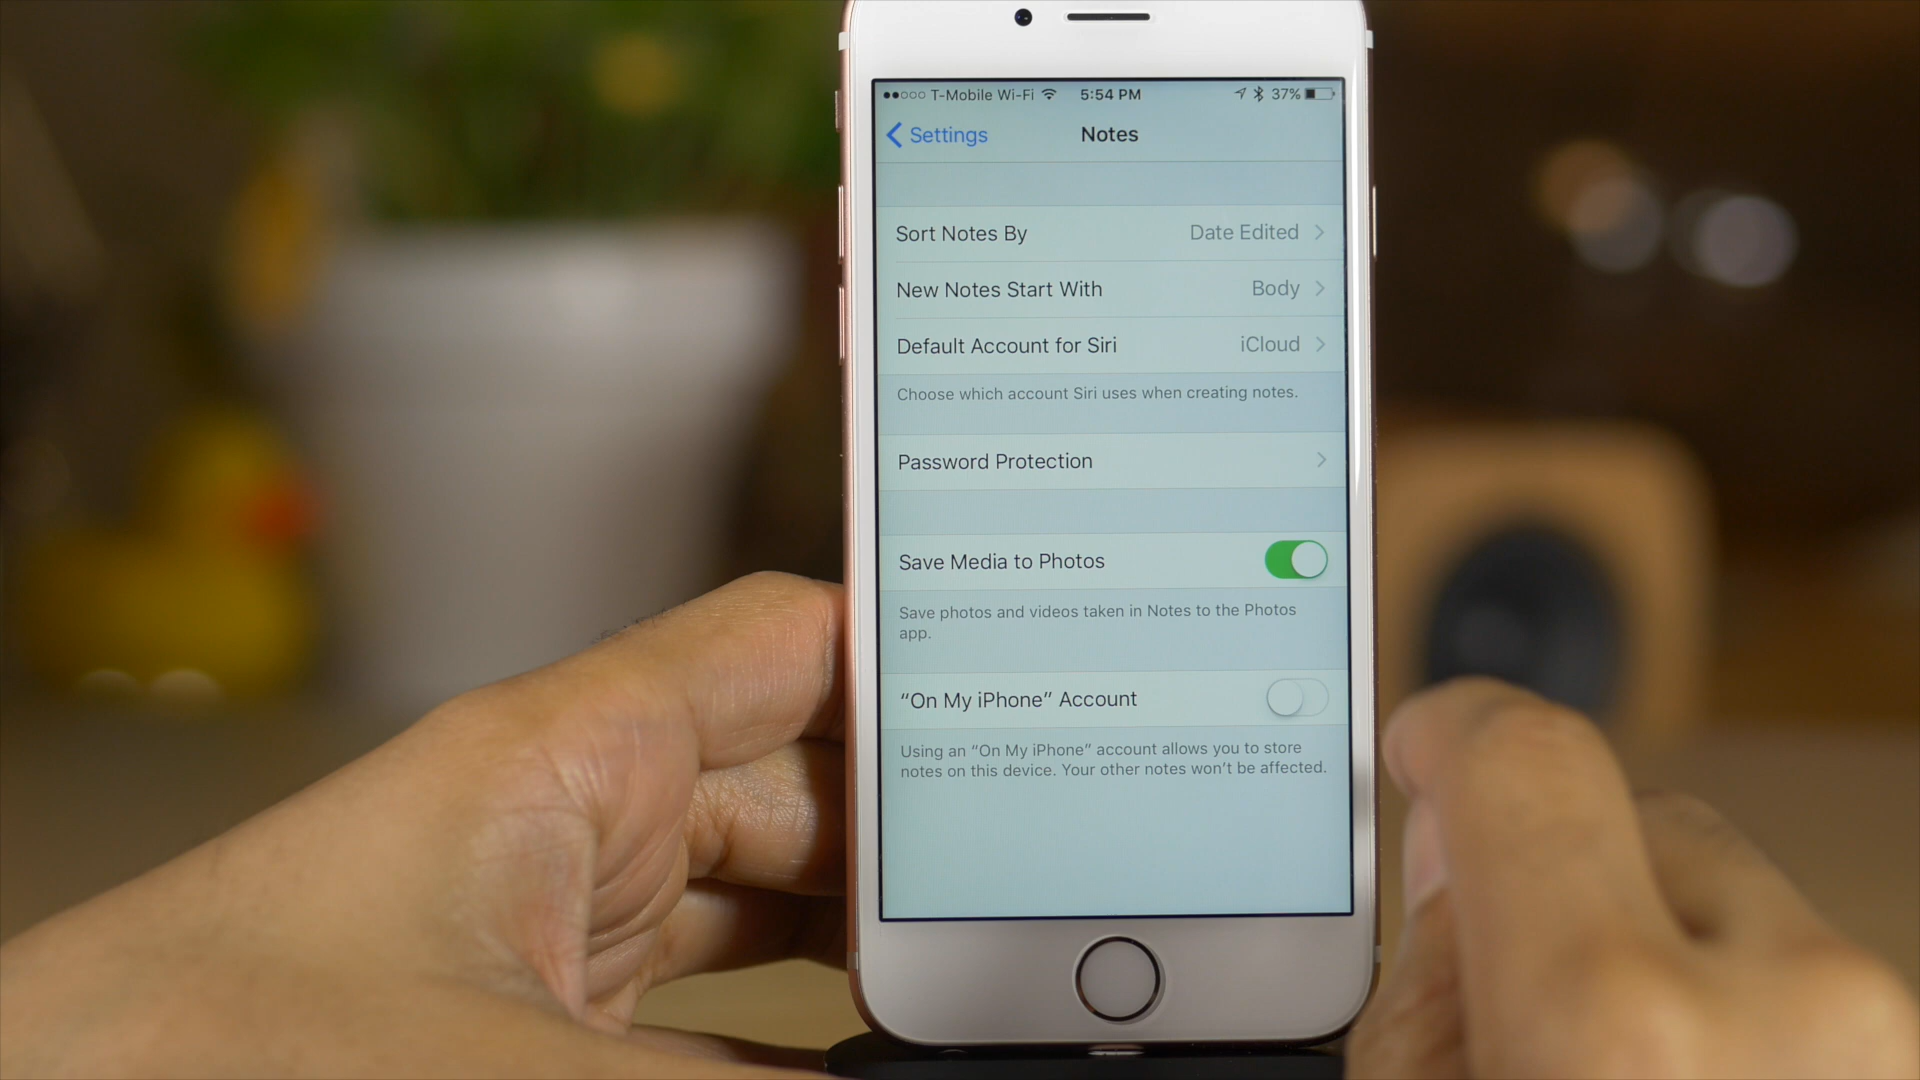 T-Mobile Wi-Fi 5:54 PM 37%
Settings Notes
Sort Notes By Date Edited
New Notes Start With Body
Default Account for Siri iCloud
Choose which account Siri uses when creating notes.
Password Protection
Save Media to Photos
Save photos and videos taken in Notes to the Photos
app.
“On My iPhone” Account
Using an “On My iPhone” account allows you to store
notes on this device. Your other notes won’t be affected.